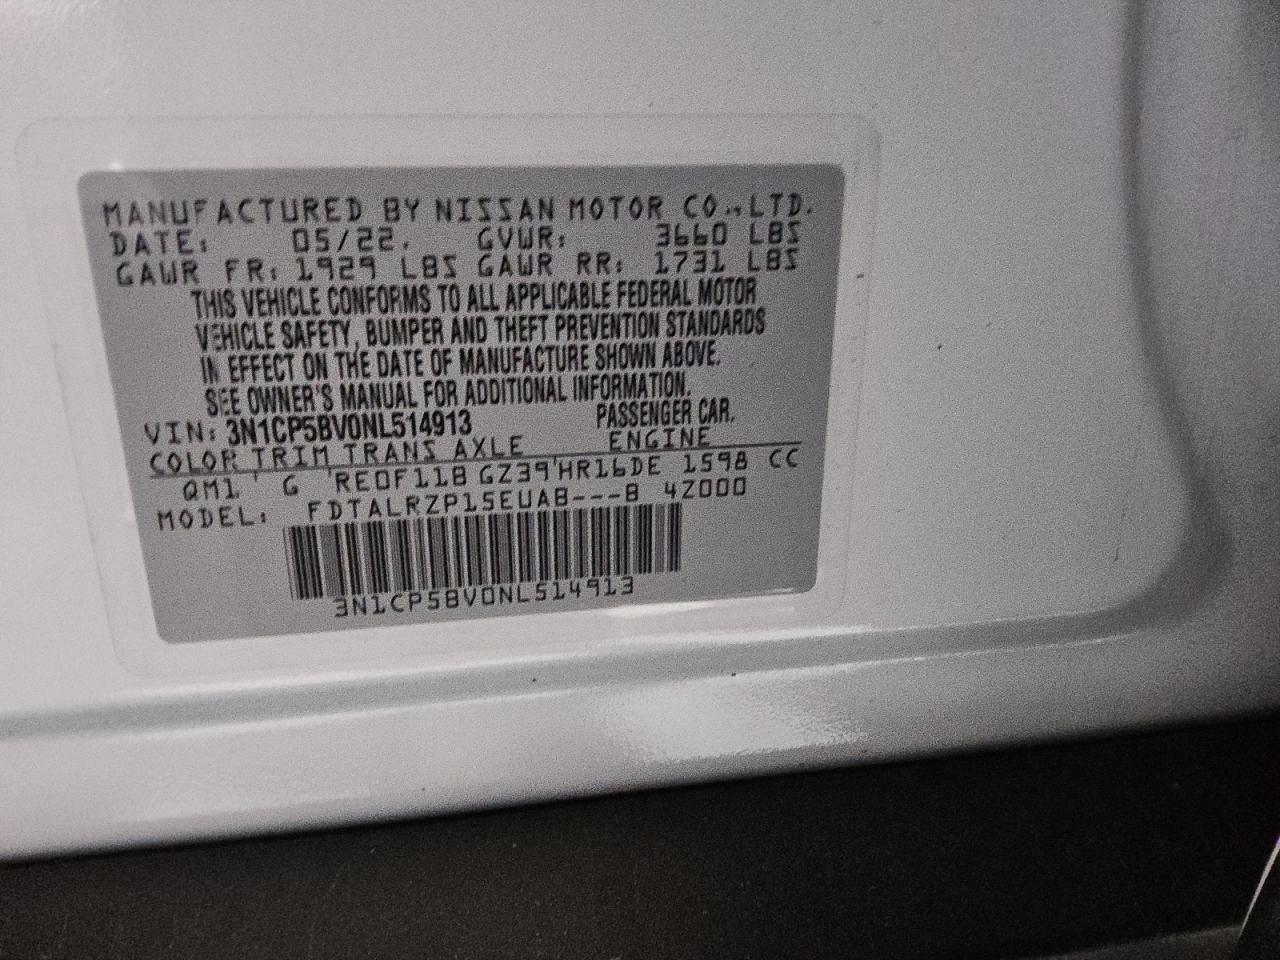 MANUFACTURED BY NISSAN MOTOR CO.,LTD.
DATE: 05/22. GVWR: 3660 LBS
GAWR FR: 1929 LBS GAWR RR: 1731 LBS
THIS VEHICLE CONFORMS TO ALL APPLICABLE FEDERAL MOTOR
VEHICLE SAFETY, BUMPER AND THEFT PREVENTION STANDARDS
IN EFFECT ON THE DATE OF MANUFACTURE SHOWN ABOVE.
SEE OWNER'S MANUAL FOR ADDITIONAL INFORMATION.
VIN: 3N1CP5BV0NL514913 PASSENGER CAR.
COLOR TRIM TRANS AXLE ENGINE
QM1 G RE0F11B GZ39 HR16DE 1598 CC
MODEL: FDTALRZP15EUAB---B 4Z000
3N1CP5BV0NL514913